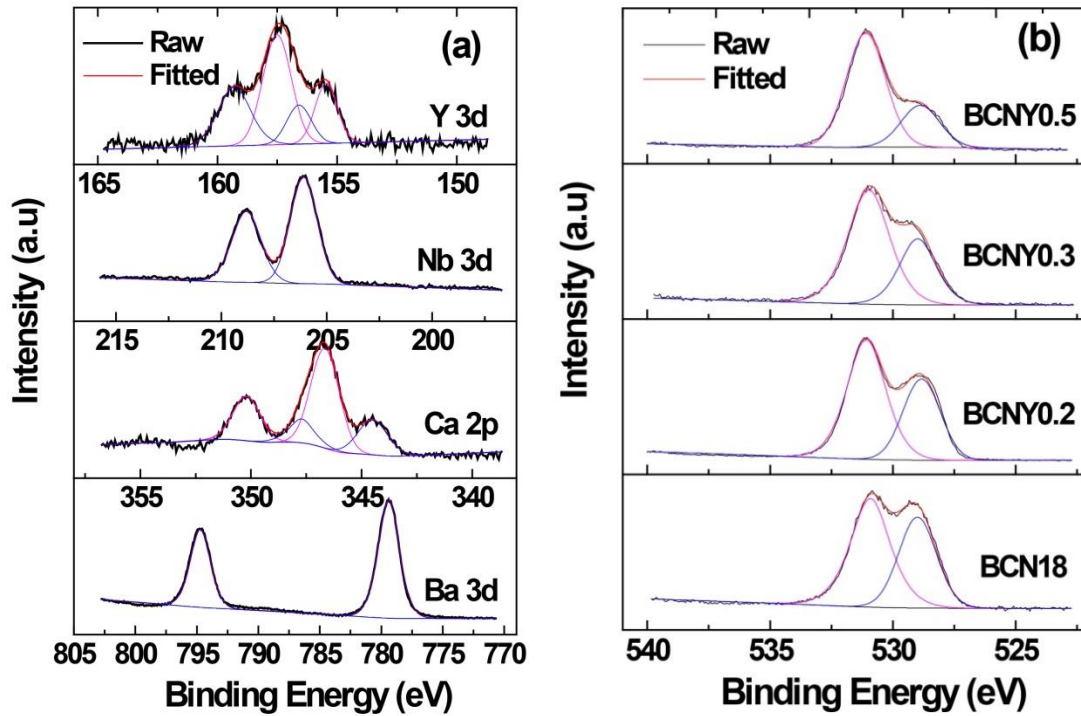 Raw
Fitted
(a)
Y 3d
165 160 155 150
Nb 3d
215 210 205 200
Ca 2p
355 350 345 340
Ba 3d
805 800 795 790 785 780 775 770
Binding Energy (eV)
Intensity (a.u)
Raw
Fitted
(b)
BCNY0.5
BCNY0.3
BCNY0.2
BCN18
540 535 530 525
Binding Energy (eV)
Intensity (a.u)